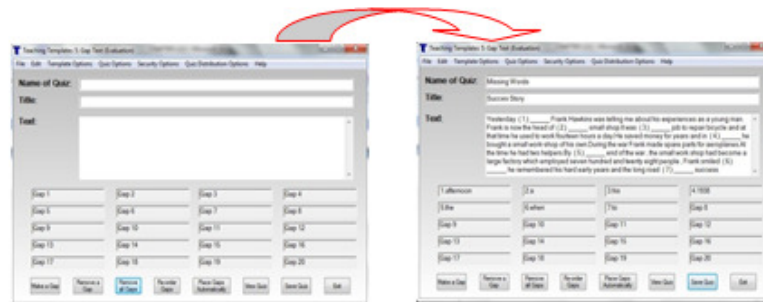 Teaching Templates 5: Gap Test (Evaluation)
File Edit Template Options Quiz Options Security Options Quiz Distribution Options Help
Name of Quiz:
Title:
Text:
Gap 1 Gap 2 Gap 3 Gap 4
Gap 5 Gap 6 Gap 7 Gap 8
Gap 9 Gap 10 Gap 11 Gap 12
Gap 13 Gap 14 Gap 15 Gap 16
Gap 17 Gap 18 Gap 19 Gap 20
Make a Gap Remove a Gap Remove all Gaps Re-order Gaps Place Gaps Automatically View Quiz Save Quiz Exit
Teaching Templates 5: Gap Test (Evaluation)
File Edit Template Options Quiz Options Security Options Quiz Distribution Options Help
Name of Quiz: Missing Words
Title: Success Story
Text: Yesterday (1)_____ Frank Hawkins was telling me about his experiences as a young man.
Frank is now the head of (2) _____ small shop.It was (3) _____ job to repair bicycle and at
that time he used to work fourteen hours a day.He saved money for years and in (4)_____ he
bought a small work-shop of his own.During the war Frank made spare parts for aeroplanes.At
the time he had two helpers.By (5)_____ end of the war , the small work-shop had become a
large factory which employed seven hundred and twenty eight people , Frank smiled (6)
_____ he remembered his hard early years and the long road (7)_____ success
1:afternoon 2:a 3:his 4:1938
5:the 6:when 7:to Gap 8
Gap 9 Gap 10 Gap 11 Gap 12
Gap 13 Gap 14 Gap 15 Gap 16
Gap 17 Gap 18 Gap 19 Gap 20
Make a Gap Remove a Gap Remove all Gaps Re-order Gaps Place Gaps Automatically View Quiz Save Quiz Exit